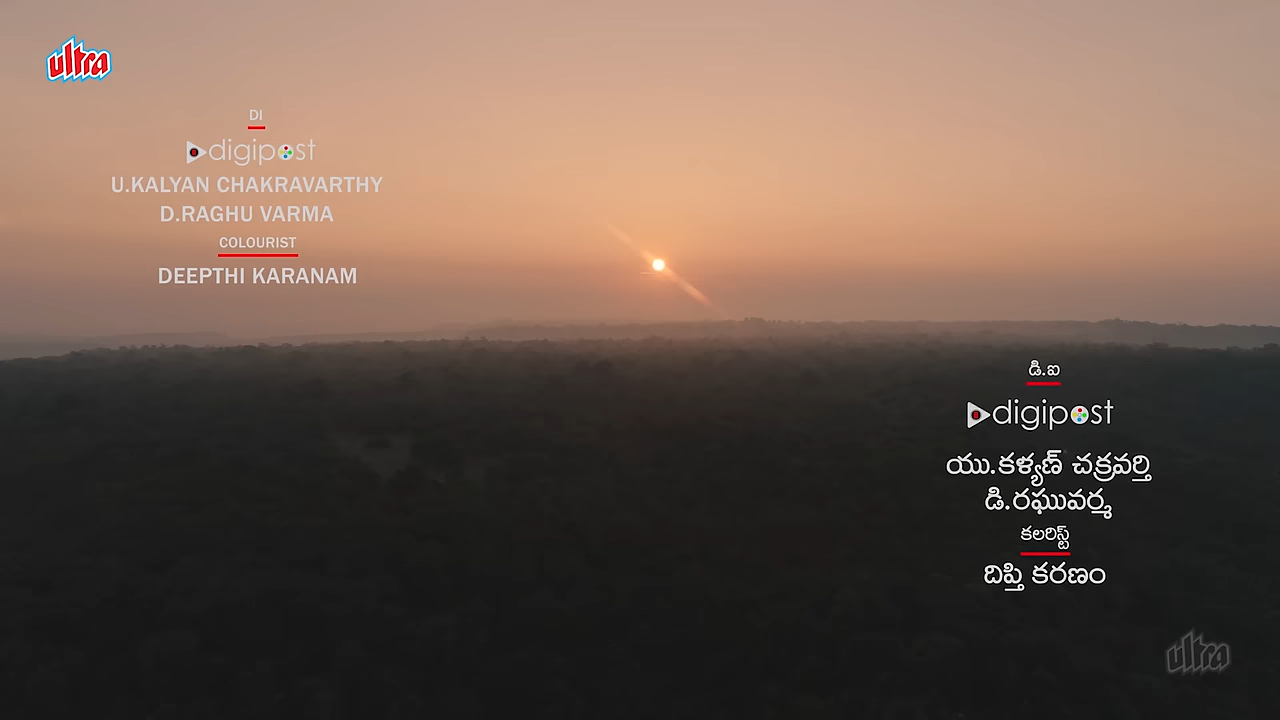 ultra
DI
digipost
U.KALYAN CHAKRAVARTHY
D.RAGHU VARMA
COLOURIST
DEEPTHI KARANAM
డి.ఐ
digipost
యు.కళ్యణ్ చక్రవర్తి
డి.రఘువర్మ
కలరిస్ట్
దిప్తి కరణం
ultra